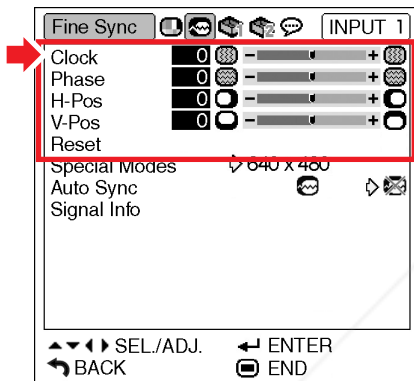 Fine Sync INPUT 1
Clock 0 - +
Phase 0 - +
H-Pos 0 - +
V-Pos 0 - +
Reset
Special Modes 640 x 480
Auto Sync
Signal Info
SEL./ADJ. ENTER
BACK END